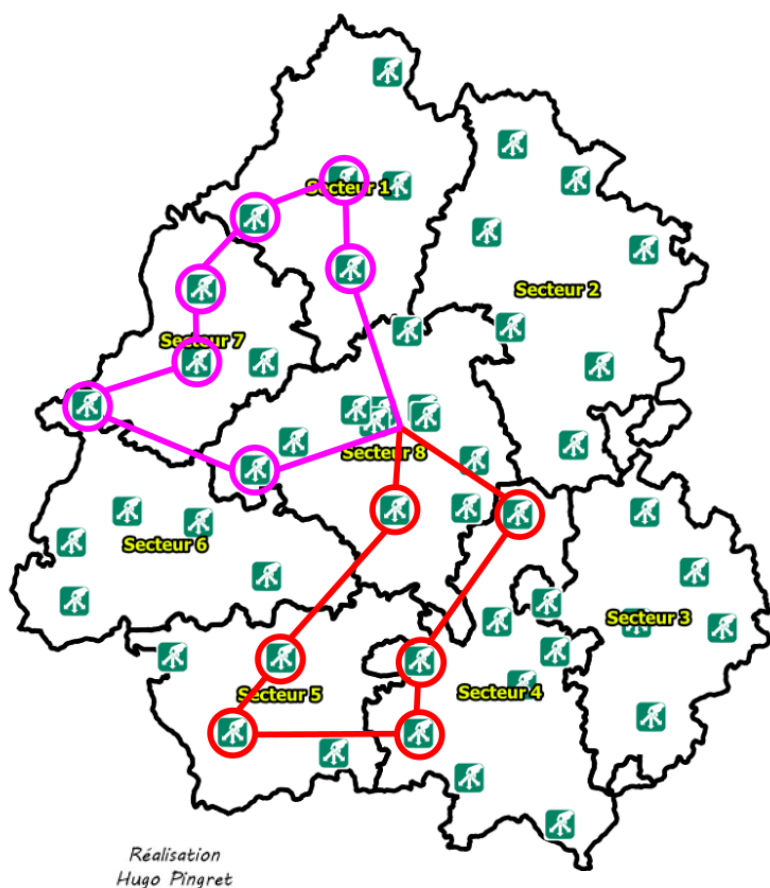 Secteur 1
Secteur 2
Secteur 7
Secteur 8
Secteur 6
Secteur 3
Secteur 5
Secteur 4
Réalisation
Hugo Pingret